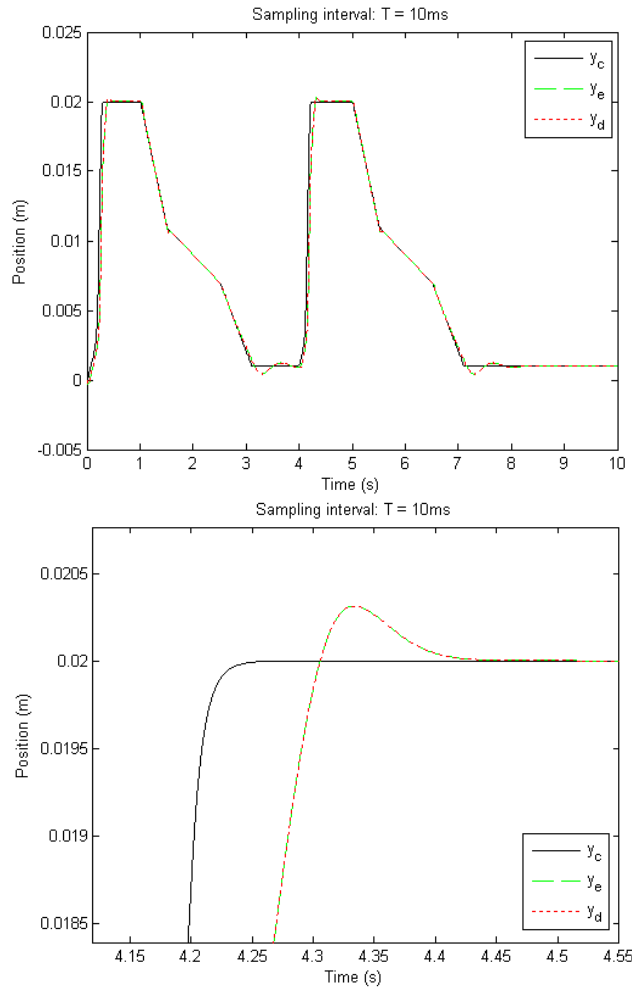 Sampling interval: T = 10ms
0.025
0.02
0.015
0.01
0.005
0
-0.005
Position (m)
y_c
y_e
y_d
0 1 2 3 4 5 6 7 8 9 10
Time (s)
Sampling interval: T = 10ms
0.0205
0.02
0.0195
0.019
0.0185
Position (m)
y_c
y_e
y_d
4.15 4.2 4.25 4.3 4.35 4.4 4.45 4.5 4.55
Time (s)